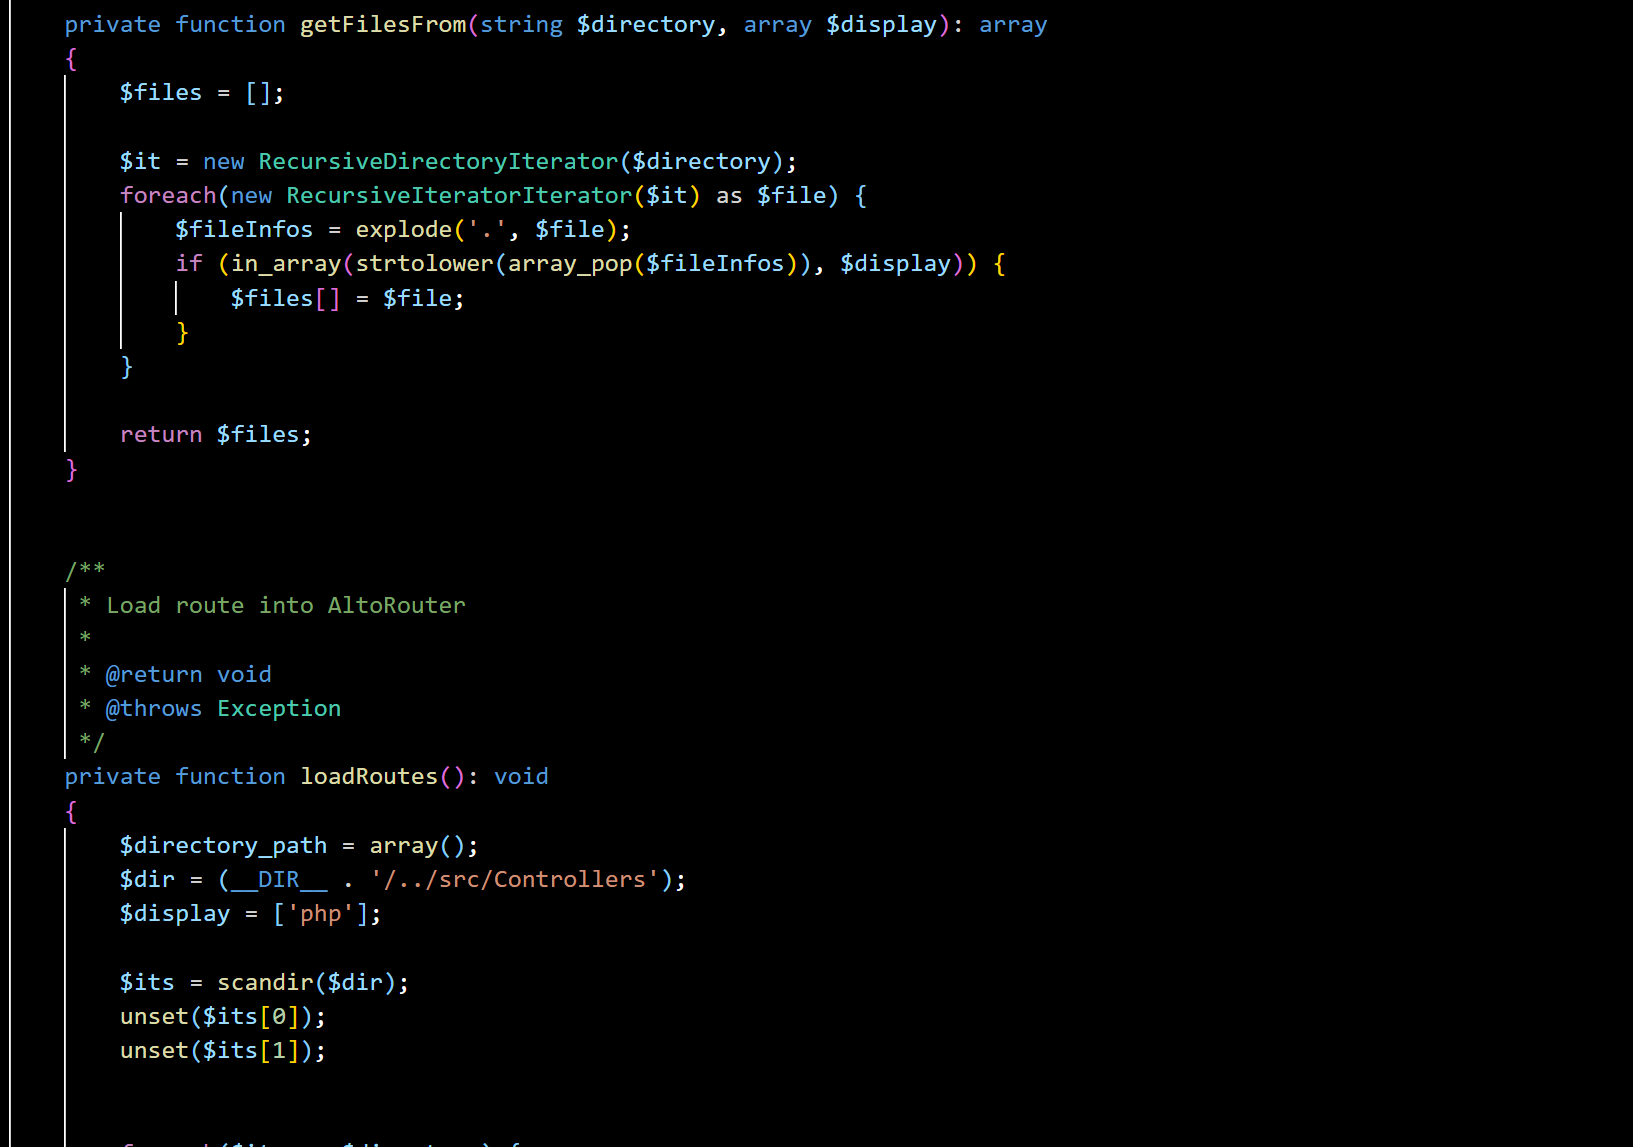 private function getFilesFrom(string $directory, array $display): array
{
    $files = [];

    $it = new RecursiveDirectoryIterator($directory);
    foreach(new RecursiveIteratorIterator($it) as $file) {
        $fileInfos = explode('.', $file);
        if (in_array(strtolower(array_pop($fileInfos)), $display)) {
            $files[] = $file;
        }
    }

    return $files;
}

/**
 * Load route into AltoRouter
 *
 * @return void
 * @throws Exception
 */
private function loadRoutes(): void
{
    $directory_path = array();
    $dir = (__DIR__ . '/../src/Controllers');
    $display = ['php'];

    $its = scandir($dir);
    unset($its[0]);
    unset($its[1]);